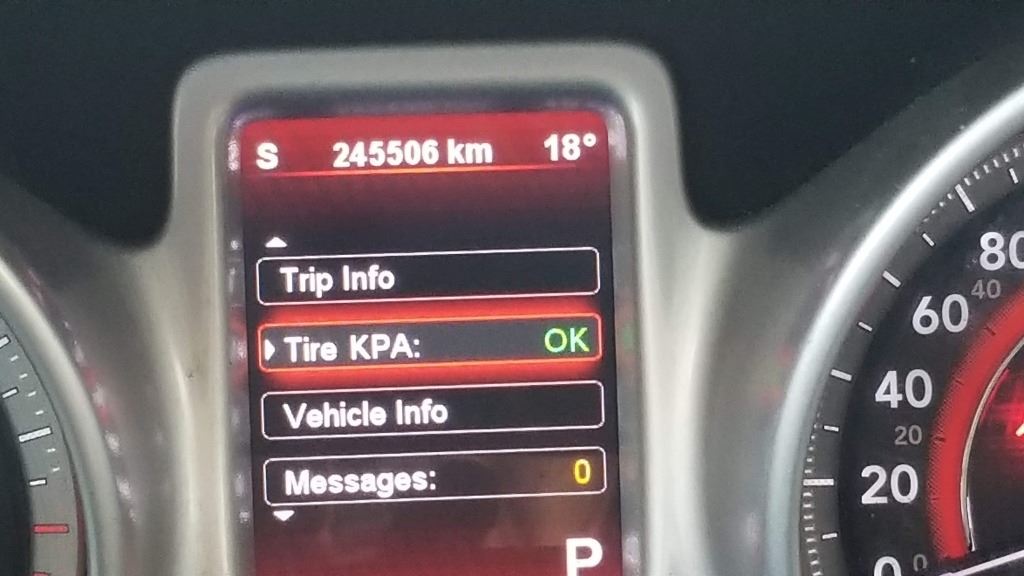 S 245506 km 18°
Trip Info
Tire KPA: OK
Vehicle Info
Messages: 0
P
80
60
40
40
20
20
0
0